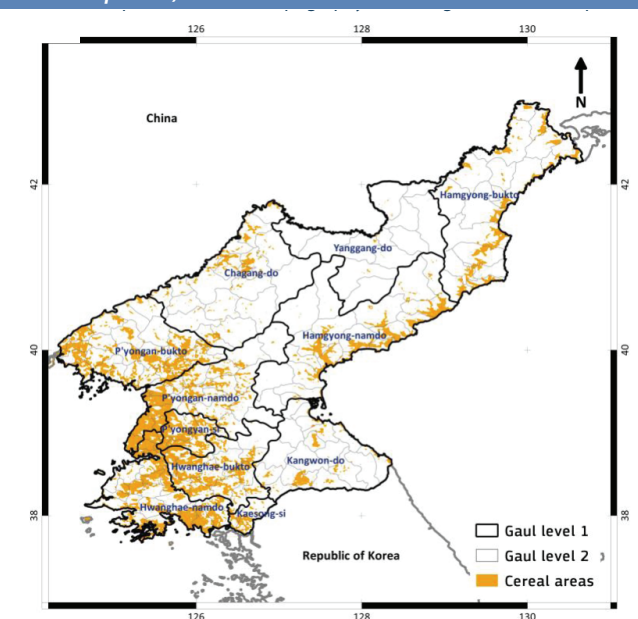 126
128
130
China
N
42
42
Hamgyong-bukto
Yanggang-do
Chagang-do
Hamgyong-namdo
40
P'yongan-bukto
40
P'yongan-namdo
P'yongyan-si
Hwanghae-bukto
Kangwon-do
38
Hwanghae-namdo
Kaesong-si
38
Republic of Korea
Gaul level 1
Gaul level 2
Cereal areas
126
128
130